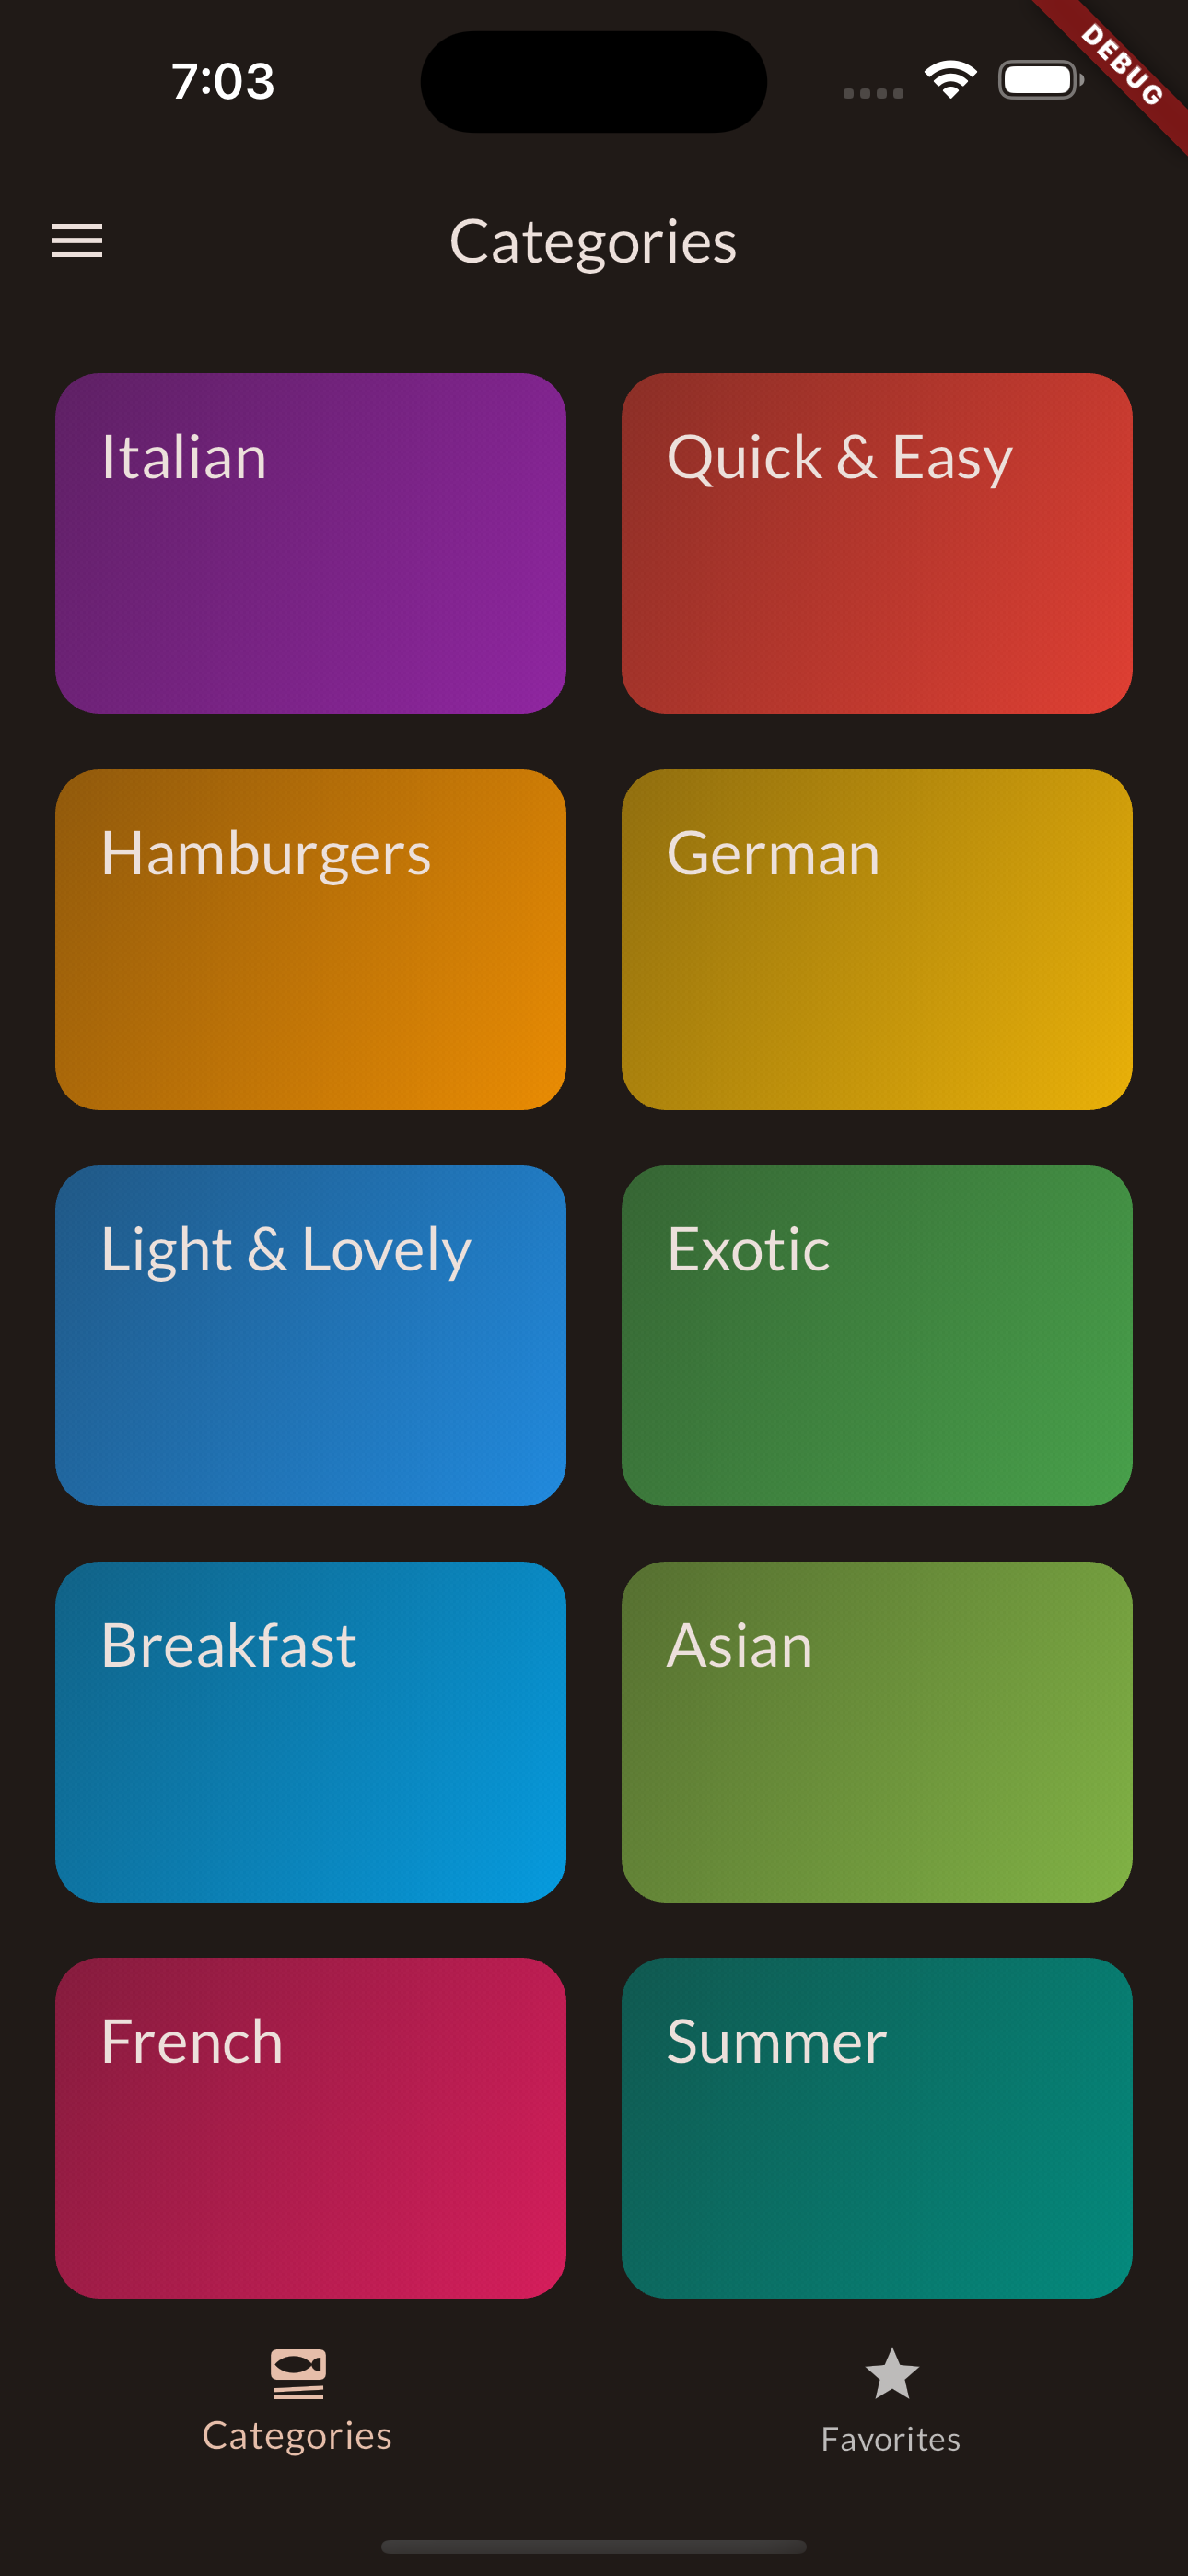 7:03
DEBUG
Categories
Italian
Quick & Easy
Hamburgers
German
Light & Lovely
Exotic
Breakfast
Asian
French
Summer
Categories
Favorites